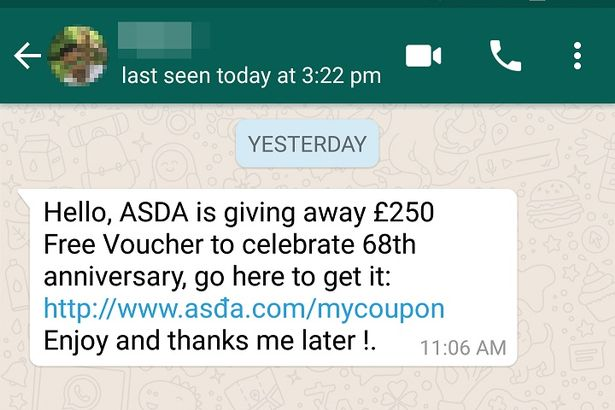 last seen today at 3:22 pm
YESTERDAY
Hello, ASDA is giving away £250
Free Voucher to celebrate 68th
anniversary, go here to get it:
http://www.asđa.com/mycoupon
Enjoy and thanks me later !.
11:06 AM